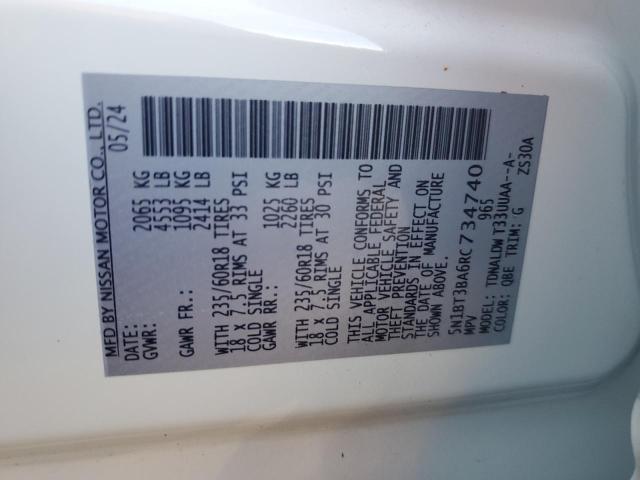 MFD BY NISSAN MOTOR CO., LTD.
DATE: 05/24
GVWR: 2065 KG
4553 LB
GAWR FR.: 1095 KG
2414 LB
WITH 235/60R18 TIRES
18 X 7.5 RIMS AT 33 PSI
COLD SINGLE
GAWR RR.: 1025 KG
2260 LB
WITH 235/60R18 TIRES
18 X 7.5 RIMS AT 30 PSI
COLD SINGLE
THIS VEHICLE CONFORMS TO
ALL APPLICABLE FEDERAL
MOTOR VEHICLE SAFETY AND
THEFT PREVENTION
STANDARDS IN EFFECT ON
THE DATE OF MANUFACTURE
SHOWN ABOVE.
5N1BT3BA6RC734740
MPV 965
MODEL: TDNALDW T33UUAA--A-
COLOR: QBE TRIM: G ZS30A